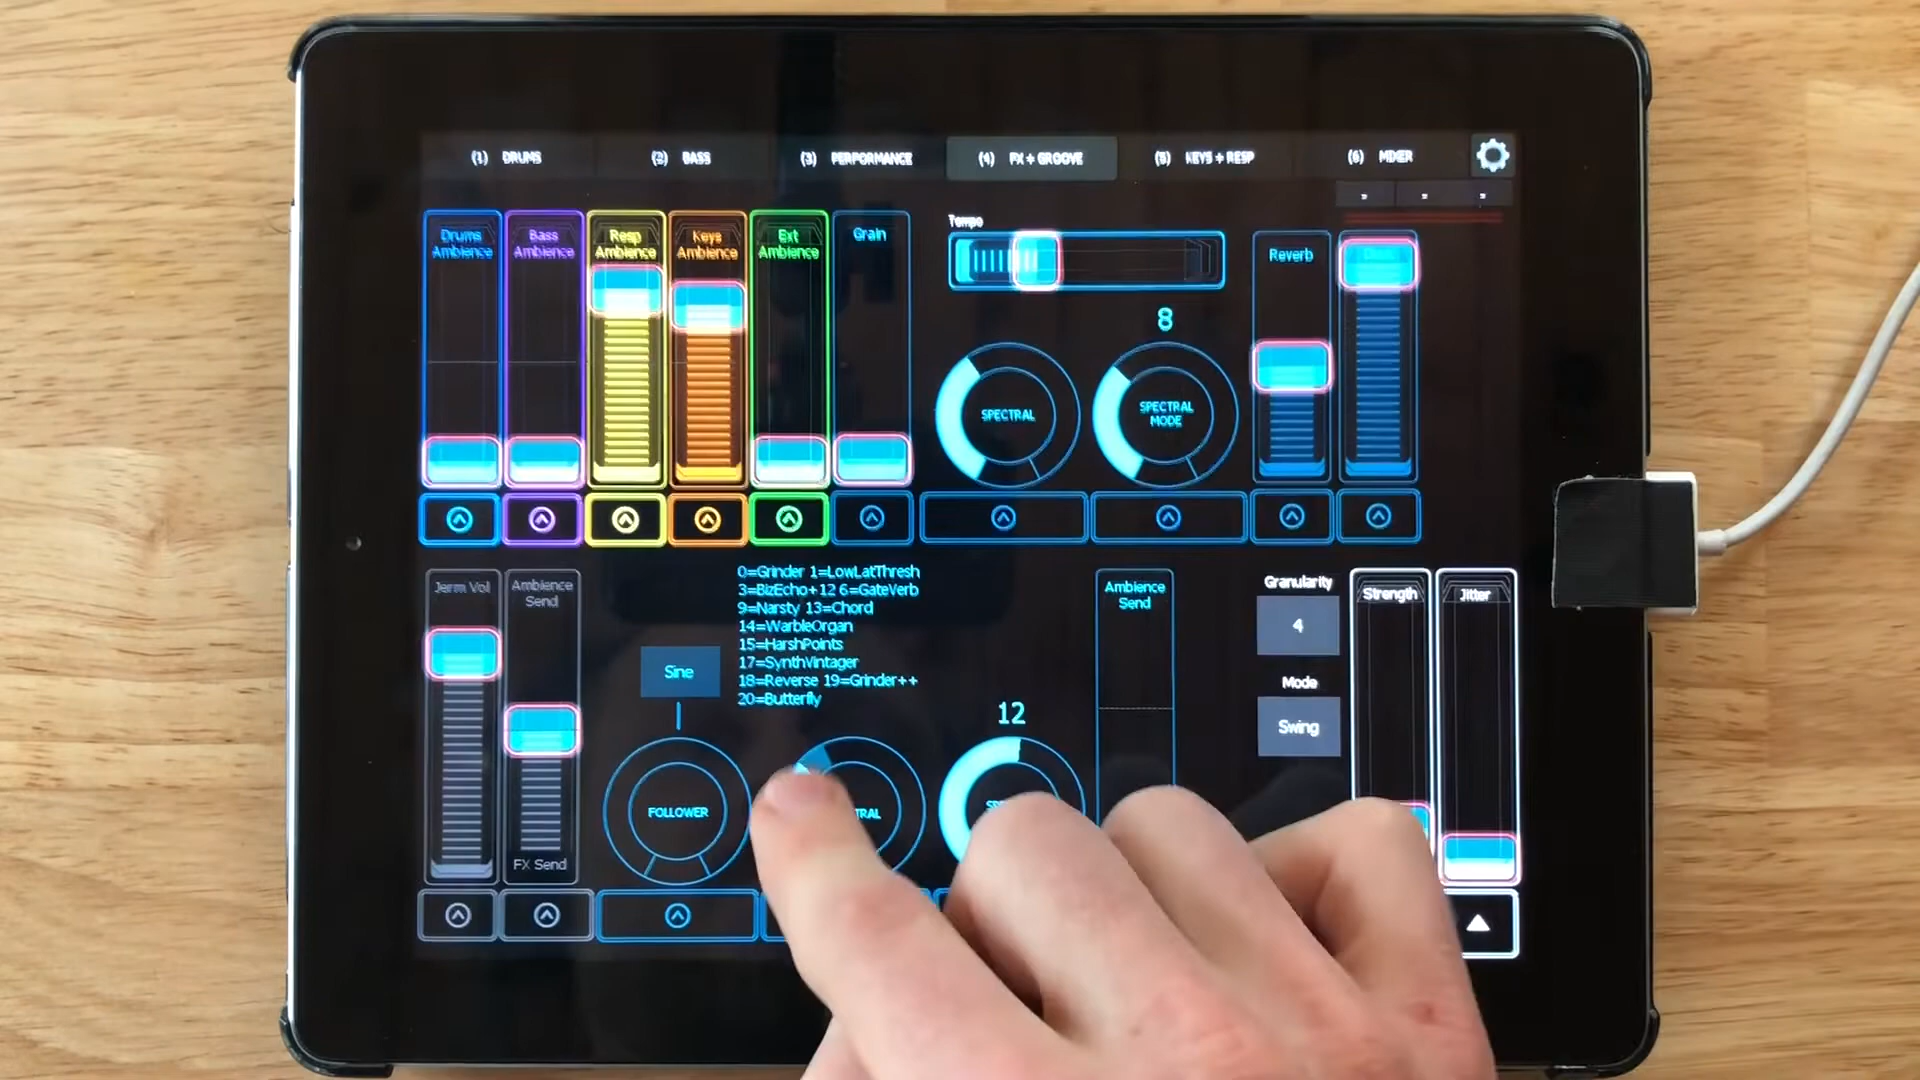 (1) DRUMS
(2) BASS
(3) PERFORMANCE
(4) FX + GROOVE
(5) KEYS + RESP
(6) MIXER
Drums
Ambience
Bass
Ambience
Resp
Ambience
Keys
Ambience
Ext
Ambience
Grain
Tempo
8
SPECTRAL
SPECTRAL
MODE
Reverb
Jerm Vol
Ambience
Send
FX Send
Sine
FOLLOWER
0=Grinder 1=LowLatThresh
3=BizEcho+12 6=GateVerb
9=Narsty 13=Chord
14=WarbleOrgan
15=HarshPoints
17=SynthVintager
18=Reverse 19=Grinder++
20=Butterfly
TRAL
12
Ambience
Send
Granularity
4
Mode
Swing
Strength
Jitter